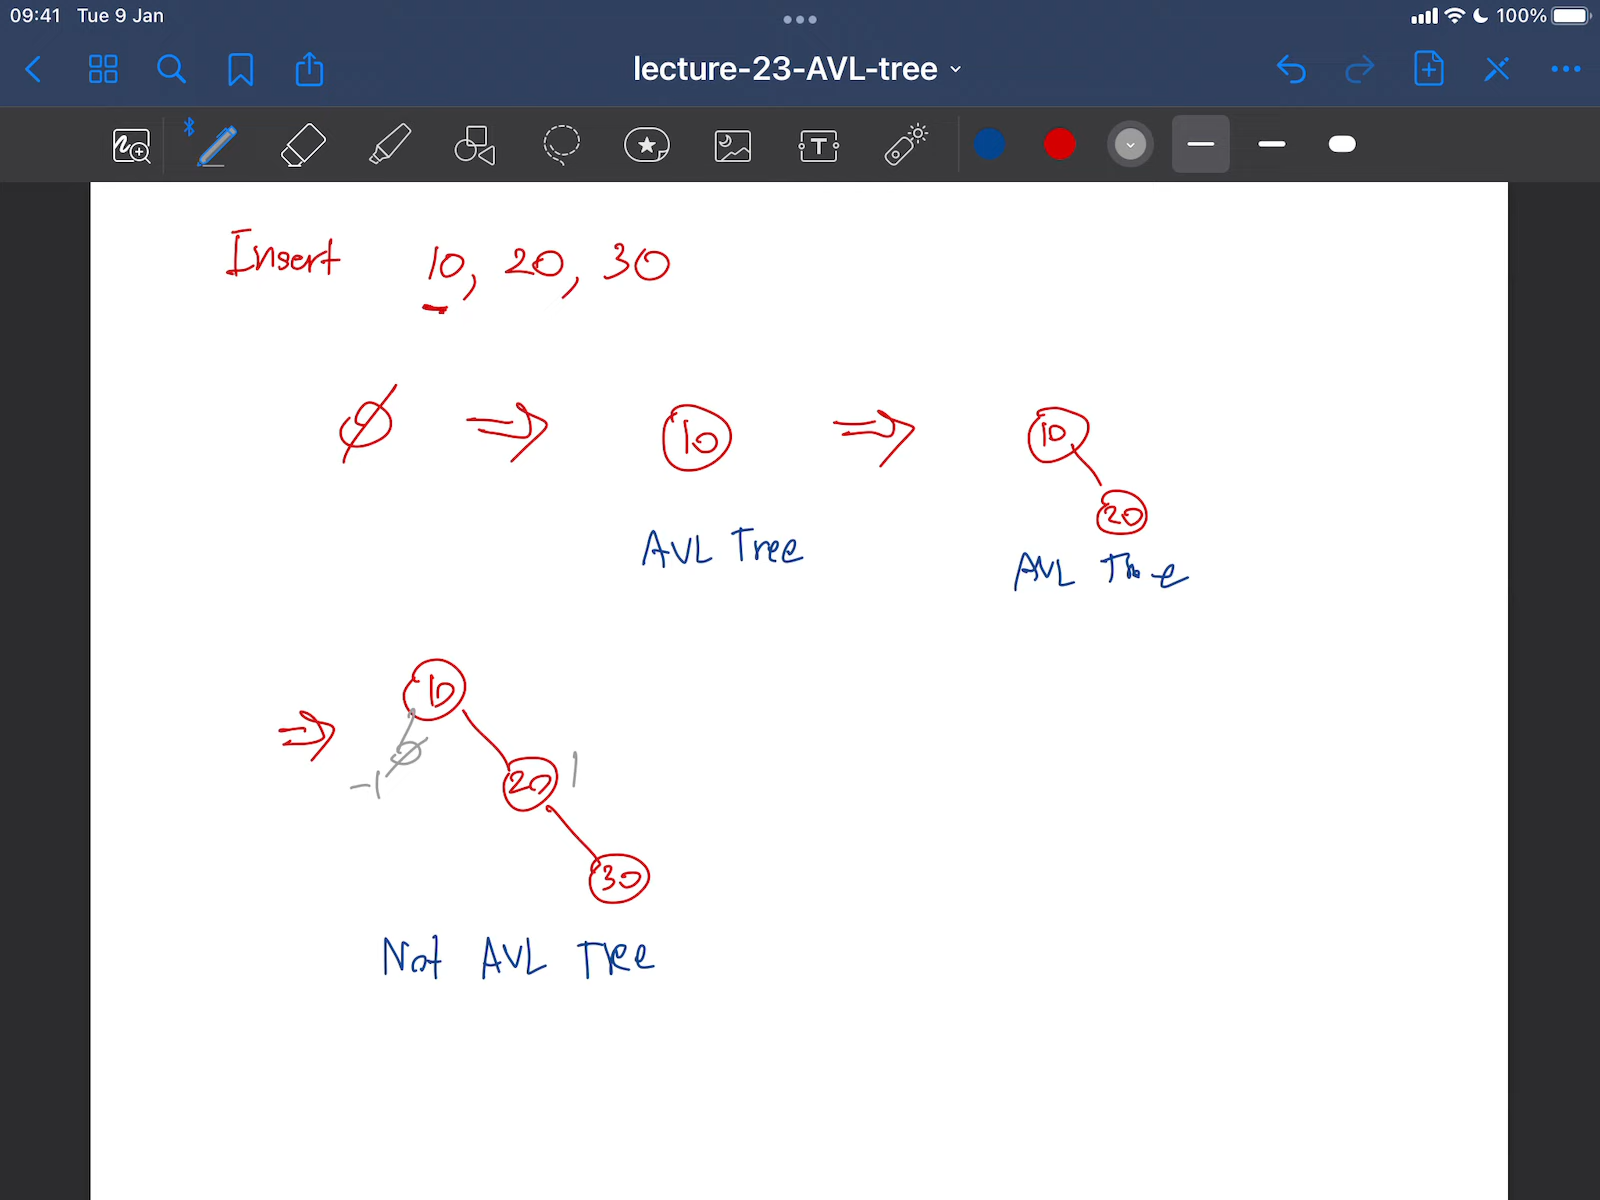 09:41 Tue 9 Jan
100%
lecture-23-AVL-tree
T
Insert 10, 20, 30
∅ ⇒ 10 ⇒ 10
20
AVL Tree
AVL Tree
⇒ 10
∅
-1
20 1
30
Not AVL Tree